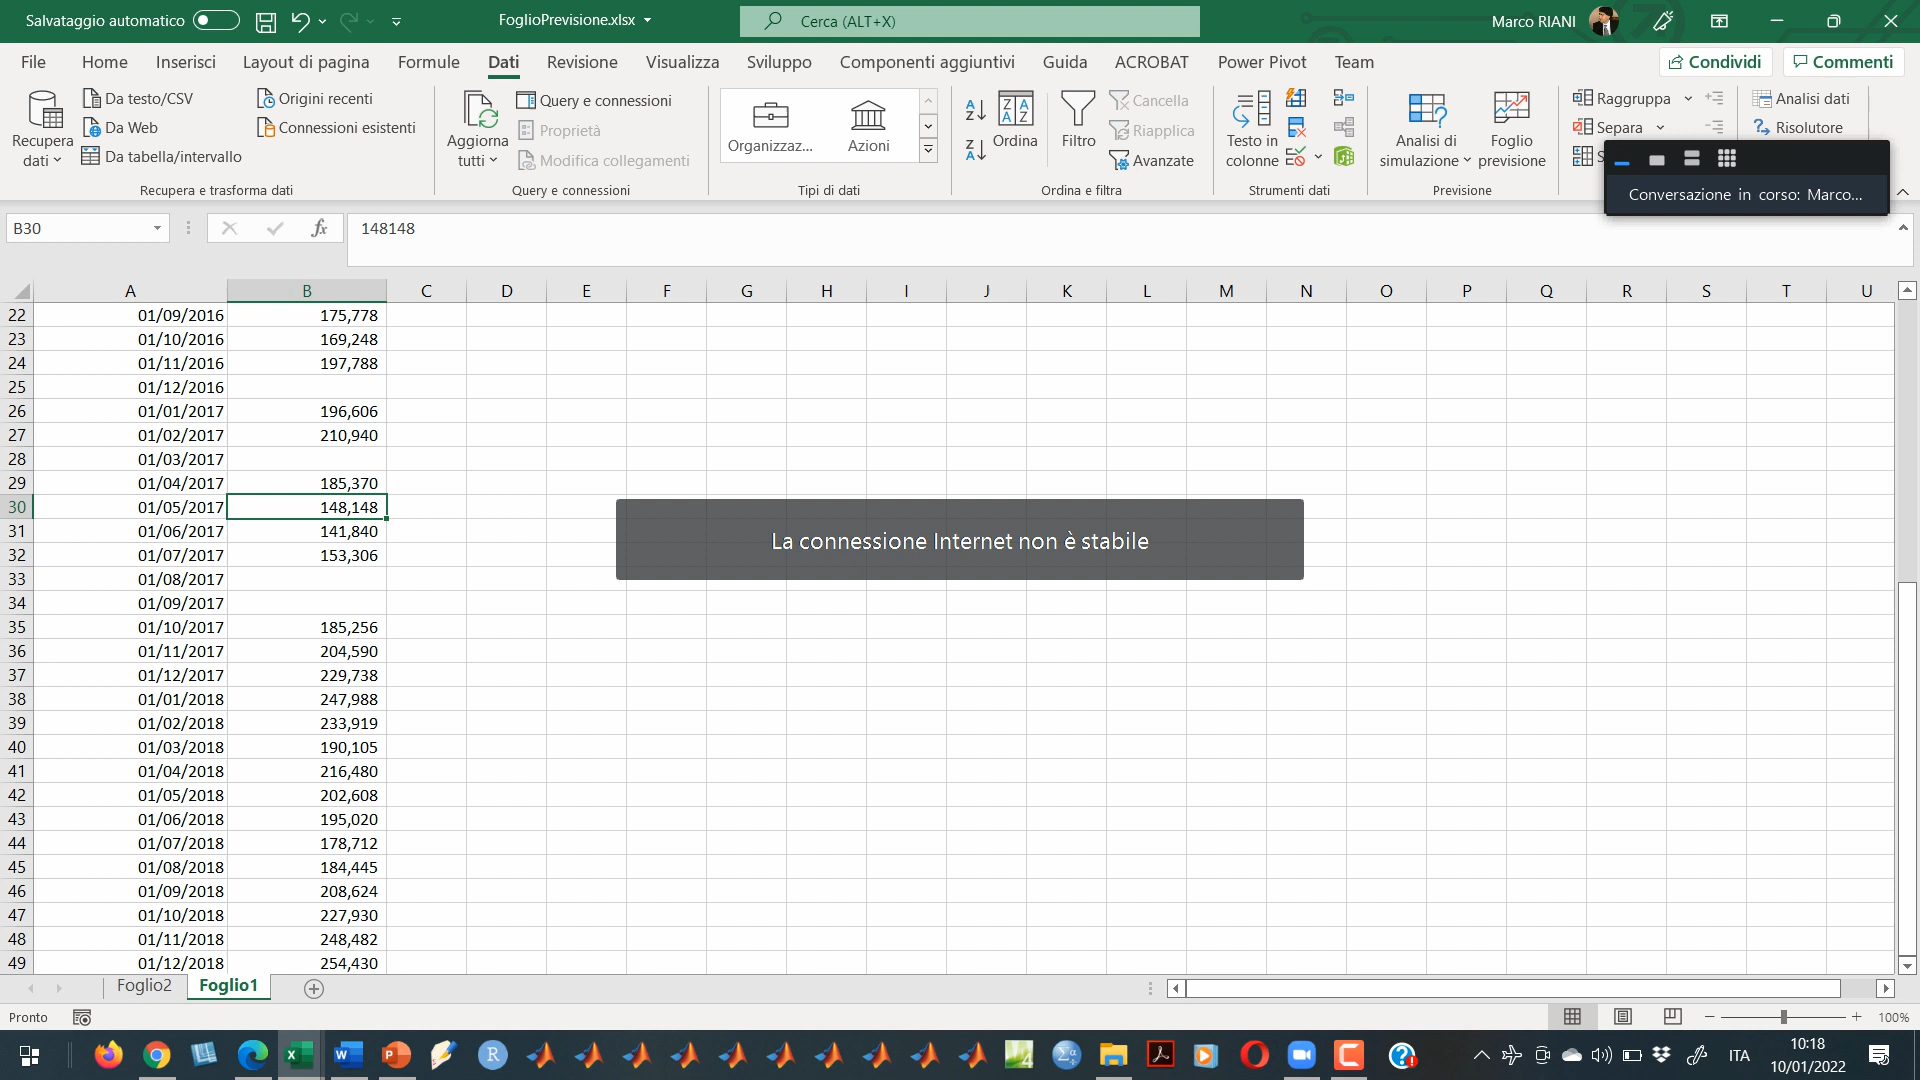 Salvataggio automatico FoglioPrevisione.xlsx Cerca (ALT+X) Marco RIANI
File Home Inserisci Layout di pagina Formule Dati Revisione Visualizza Sviluppo Componenti aggiuntivi Guida ACROBAT Power Pivot Team Condividi Commenti
Recupera dati
Da testo/CSV
Da Web
Da tabella/intervallo
Origini recenti
Connessioni esistenti
Recupera e trasforma dati
Aggiorna tutti
Query e connessioni
Proprietà
Modifica collegamenti
Query e connessioni
Organizzaz... Azioni
Tipi di dati
Ordina
Filtro
Cancella
Riapplica
Avanzate
Ordina e filtra
Testo in colonne
Strumenti dati
Analisi di simulazione
Foglio previsione
Previsione
Raggruppa
Separa
S
Analisi dati
Risolutore
Conversazione in corso: Marco...
B30 fx 148148
A B C D E F G H I J K L M N O P Q R S T U
22 01/09/2016 175,778
23 01/10/2016 169,248
24 01/11/2016 197,788
25 01/12/2016
26 01/01/2017 196,606
27 01/02/2017 210,940
28 01/03/2017
29 01/04/2017 185,370
30 01/05/2017 148,148
31 01/06/2017 141,840
32 01/07/2017 153,306
33 01/08/2017
34 01/09/2017
35 01/10/2017 185,256
36 01/11/2017 204,590
37 01/12/2017 229,738
38 01/01/2018 247,988
39 01/02/2018 233,919
40 01/03/2018 190,105
41 01/04/2018 216,480
42 01/05/2018 202,608
43 01/06/2018 195,020
44 01/07/2018 178,712
45 01/08/2018 184,445
46 01/09/2018 208,624
47 01/10/2018 227,930
48 01/11/2018 248,482
49 01/12/2018 254,430
La connessione Internet non è stabile
Foglio2 Foglio1
Pronto 100%
ITA
10:18
10/01/2022